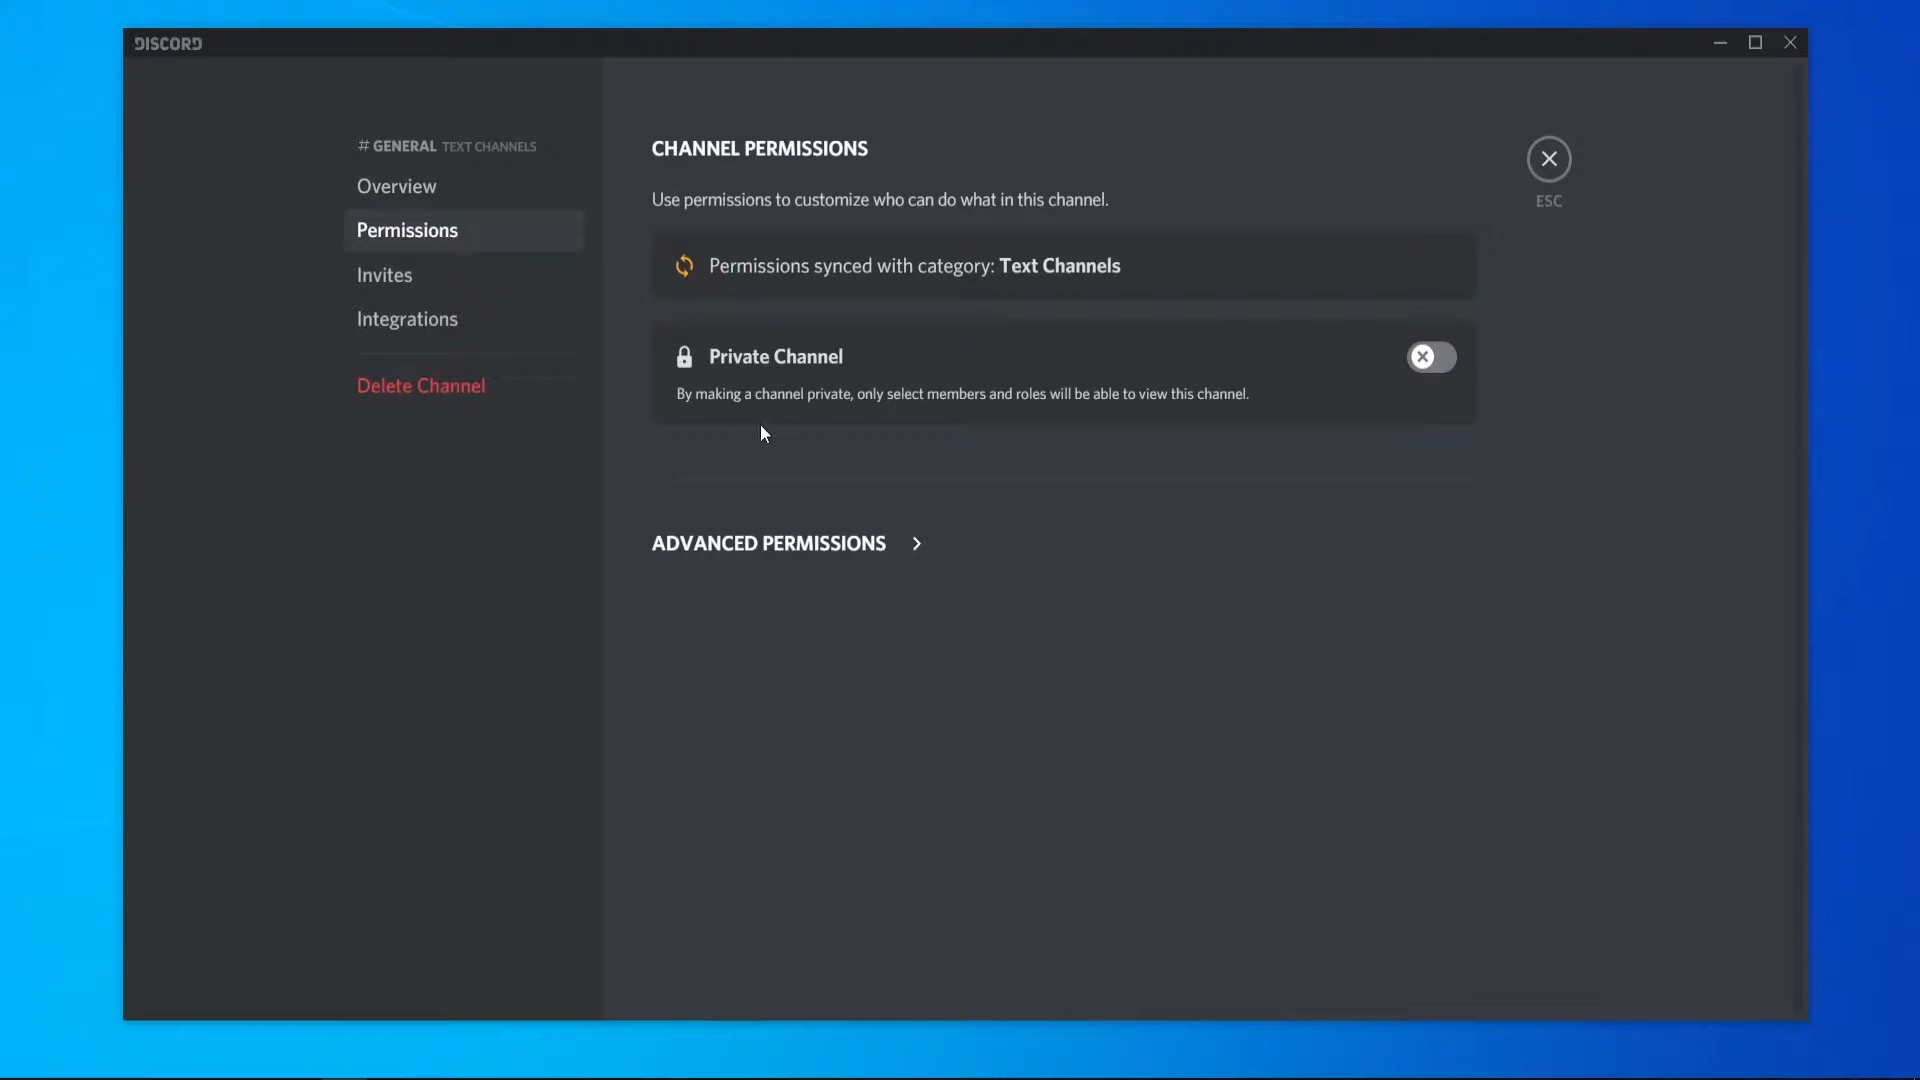 DISCORD
# GENERAL TEXT CHANNELS
Overview
Permissions
Invites
Integrations
Delete Channel
CHANNEL PERMISSIONS
Use permissions to customize who can do what in this channel.
Permissions synced with category: Text Channels
Private Channel
By making a channel private, only select members and roles will be able to view this channel.
ADVANCED PERMISSIONS
ESC